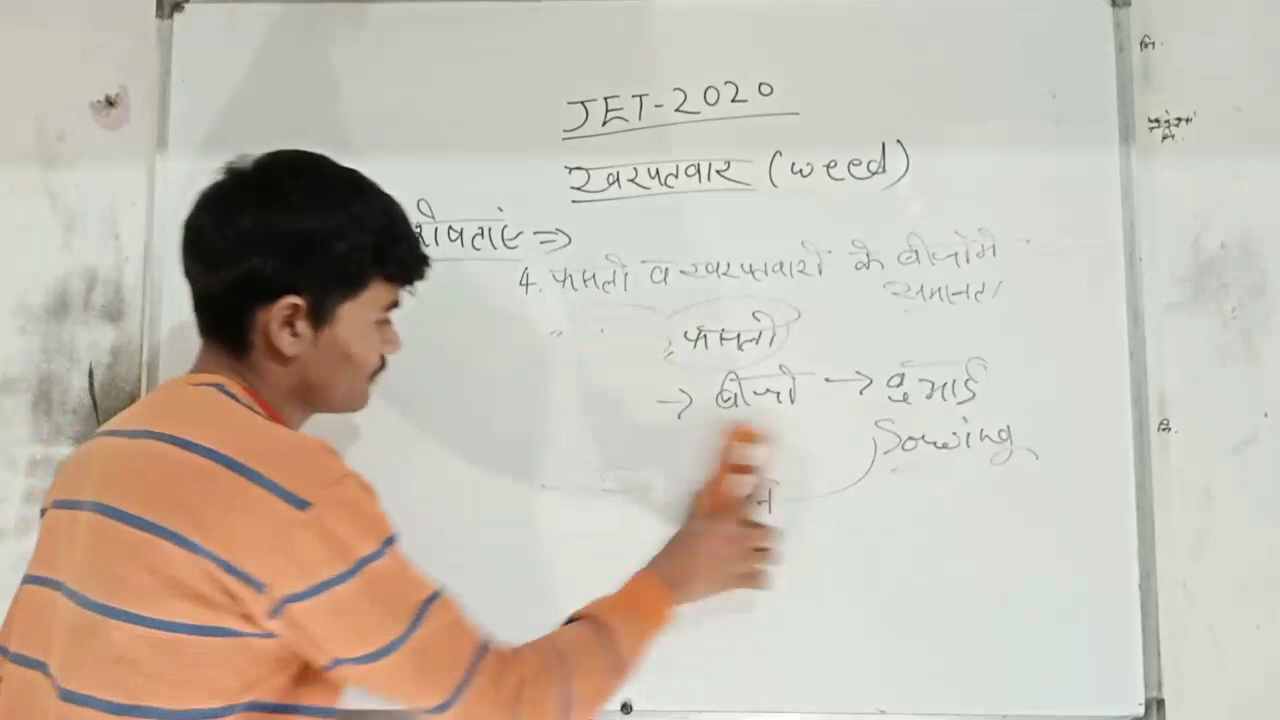 JET-2020
खरपतवार (weed)
शेषताएं ⇒
4. फसलो व खरपतवारो के बीजोमे
समानता
फसलो
→ बीजो → बुआई
Sowing
नि.